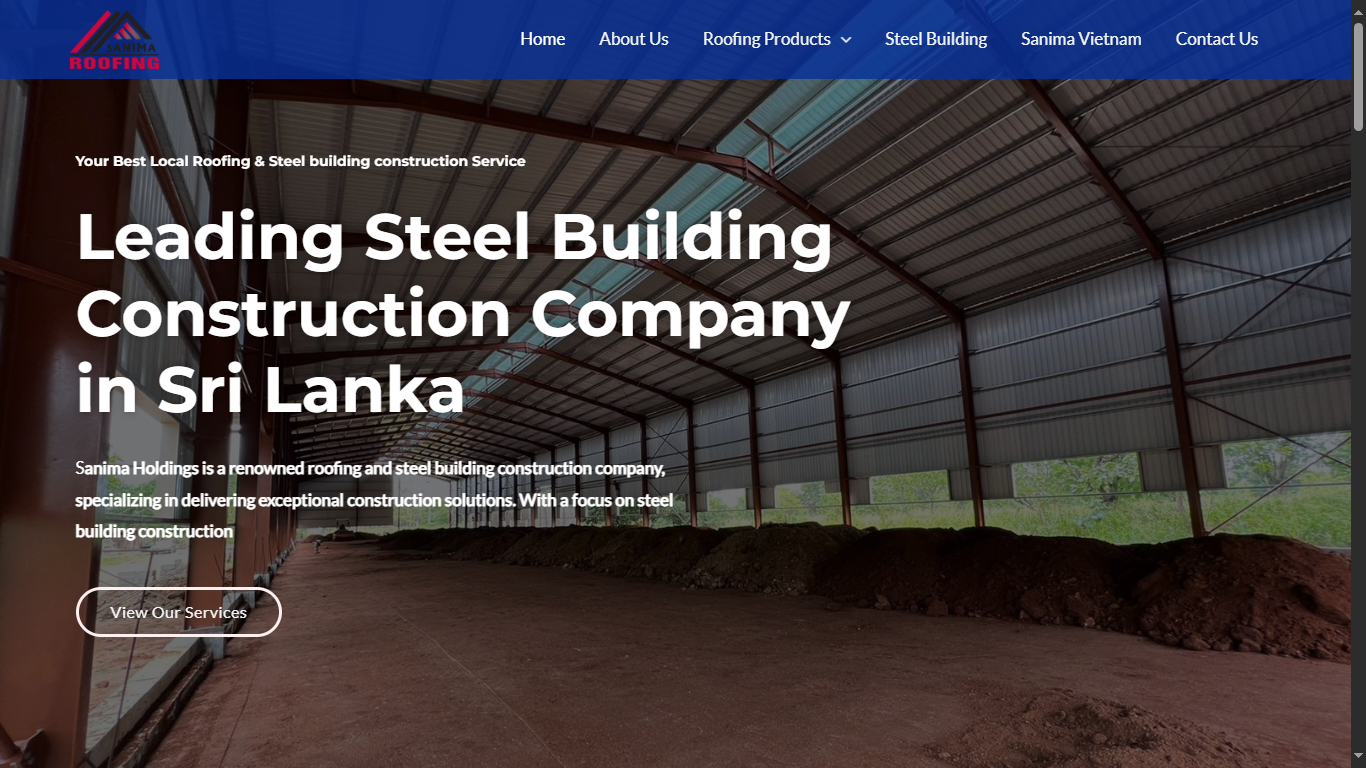 SANIMA
ROOFING
Home About Us Roofing Products Steel Building Sanima Vietnam Contact Us
Your Best Local Roofing & Steel building construction Service
Leading Steel Building
Construction Company
in Sri Lanka
Sanima Holdings is a renowned roofing and steel building construction company,
specializing in delivering exceptional construction solutions. With a focus on steel
building construction
View Our Services